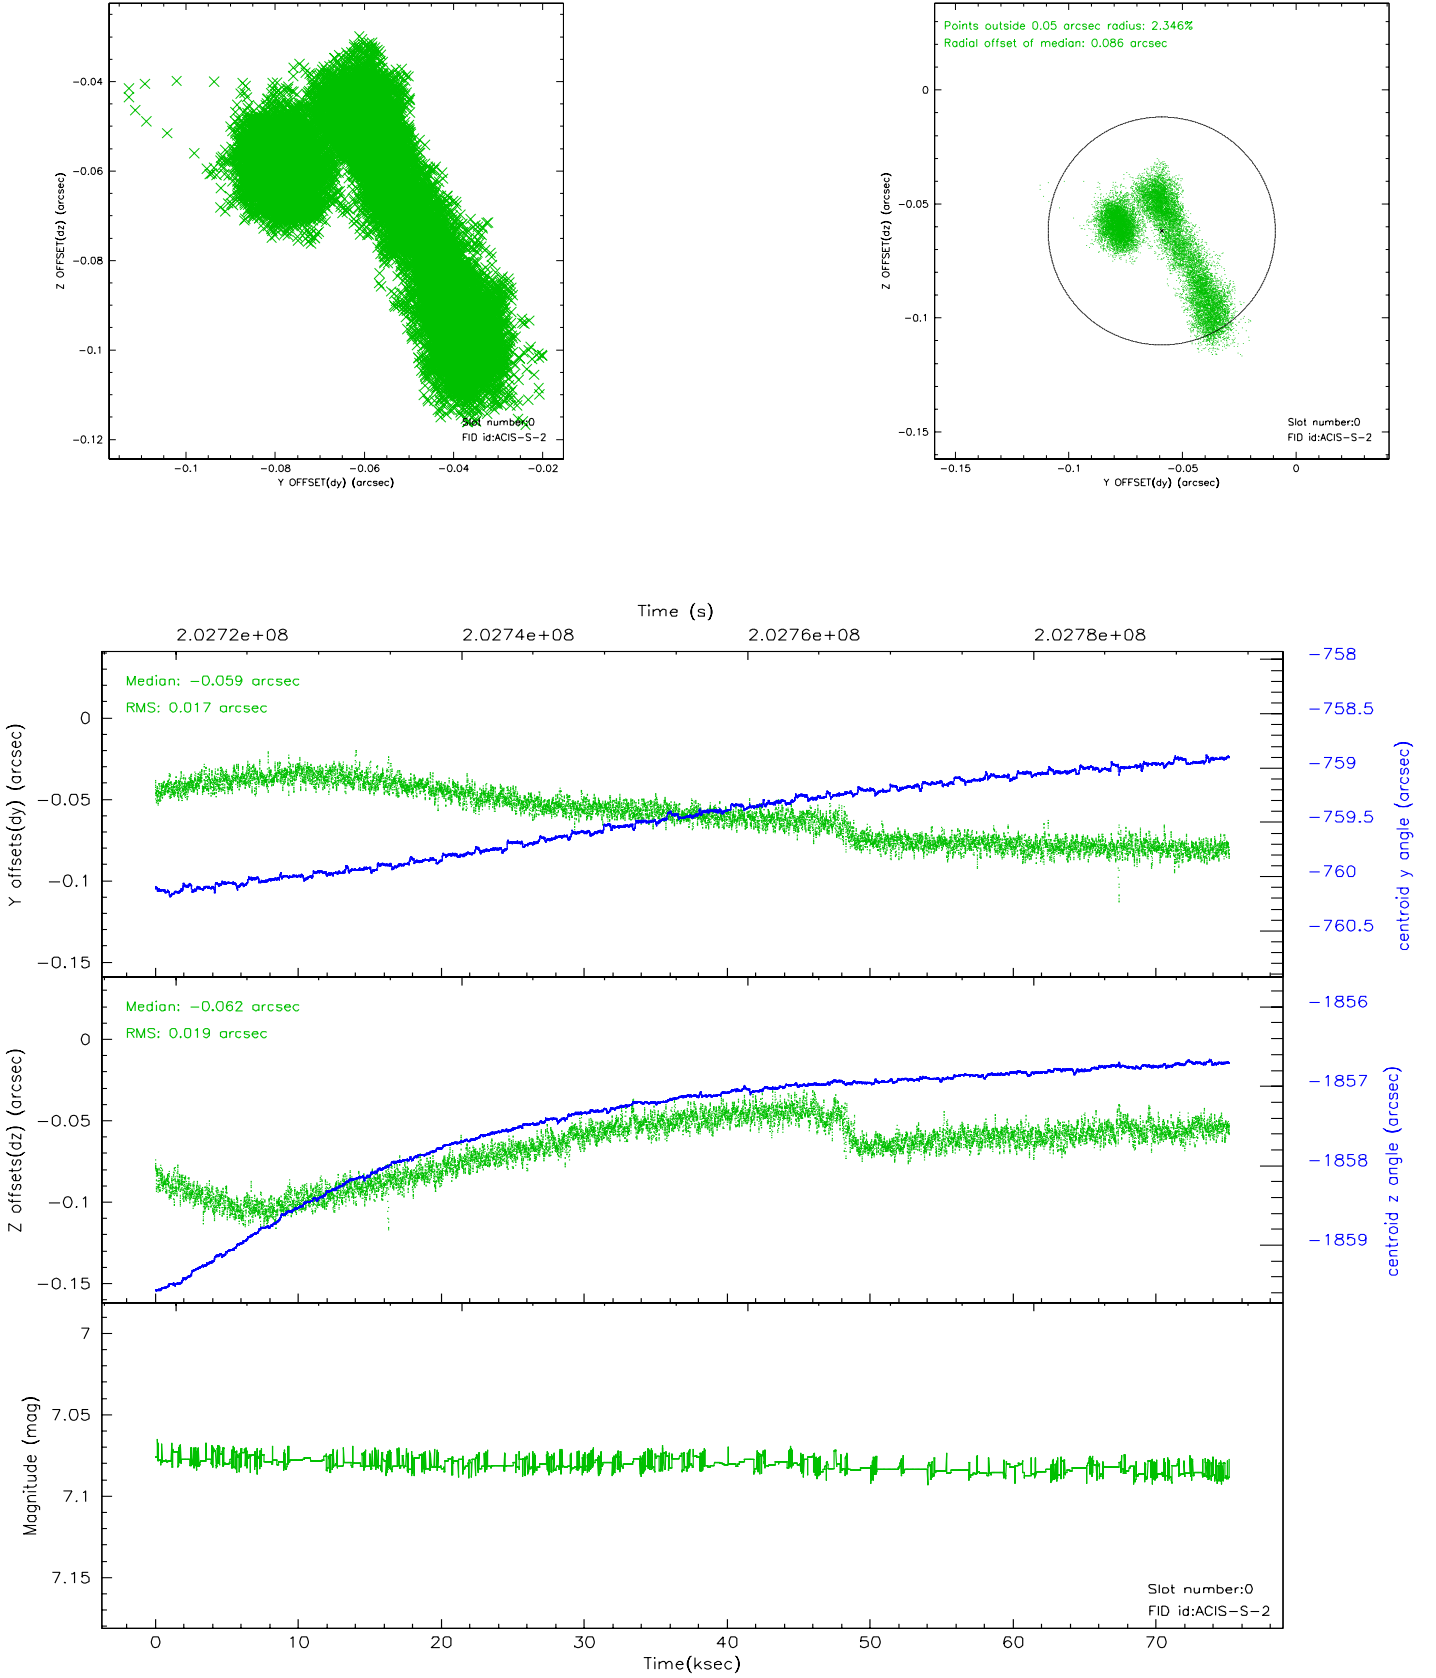 −0.04
−0.06
−0.08
−0.1
−0.12
Z OFFSET(dz) (arcsec)
Slot number:0
FID id:ACIS−S−2
−0.1
−0.08
−0.06
−0.04
−0.02
Y OFFSET(dy) (arcsec)
Points outside 0.05 arcsec radius: 2.346%
Radial offset of median: 0.086 arcsec
0
−0.05
−0.1
−0.15
Z OFFSET(dz) (arcsec)
Slot number:0
FID id:ACIS−S−2
−0.15
−0.1
−0.05
0
Y OFFSET(dy) (arcsec)
Time (s)
2.0272e+08
2.0274e+08
2.0276e+08
2.0278e+08
Median: −0.059 arcsec
RMS: 0.017 arcsec
0
−0.05
−0.1
−0.15
Y offsets(dy) (arcsec)
−758
−758.5
−759
−759.5
−760
−760.5
centroid y angle (arcsec)
Median: −0.062 arcsec
RMS: 0.019 arcsec
0
−0.05
−0.1
−0.15
Z offsets(dz) (arcsec)
−1856
−1857
−1858
−1859
centroid z angle (arcsec)
7
7.05
7.1
7.15
Magnitude (mag)
Slot number:0
FID id:ACIS−S−2
0
10
20
30
40
50
60
70
Time(ksec)